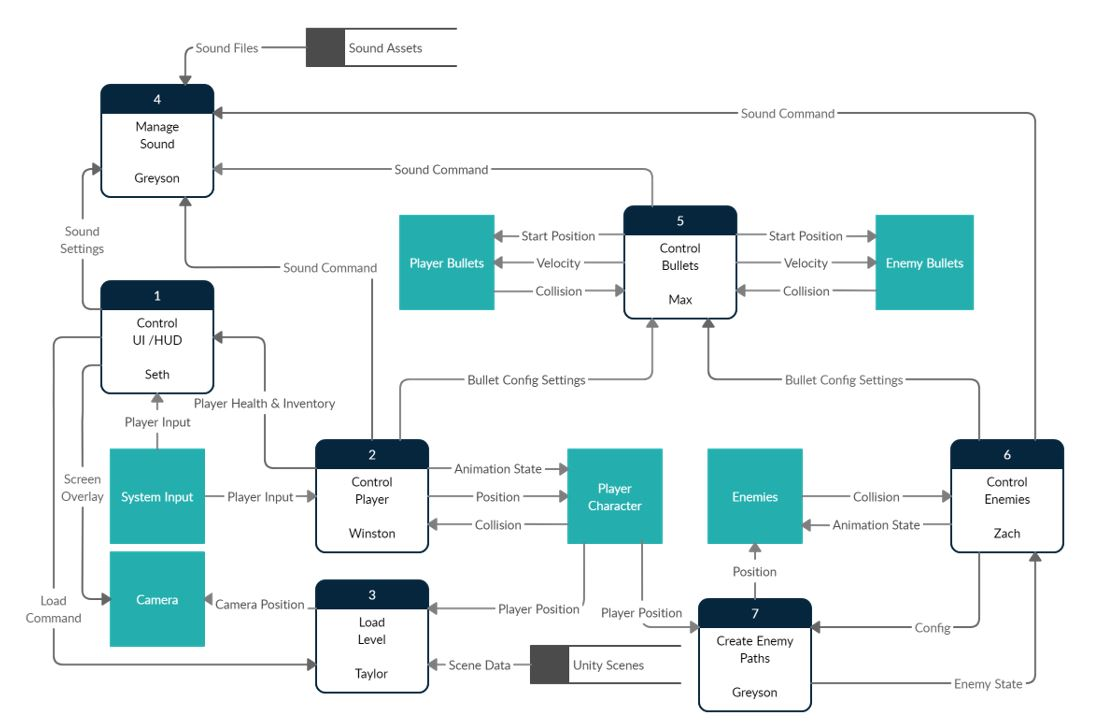 Sound Files
Sound Assets
4
Manage
Sound
Greyson
Sound Command
Sound Command
Sound
Settings
Sound Command
5
Control
Bullets
Max
Player Bullets
Start Position
Velocity
Collision
Start Position
Velocity
Collision
Enemy Bullets
1
Control
UI /HUD
Seth
Bullet Config Settings
Bullet Config Settings
Player Health & Inventory
Player Input
Screen
Overlay
System Input
Player Input
2
Control
Player
Winston
Animation State
Position
Collision
Player
Character
Enemies
Collision
Animation State
6
Control
Enemies
Zach
Position
Load
Command
Camera
Camera Position
3
Load
Level
Taylor
Player Position
Player Position
Scene Data
Unity Scenes
7
Create Enemy
Paths
Greyson
Config
Enemy State